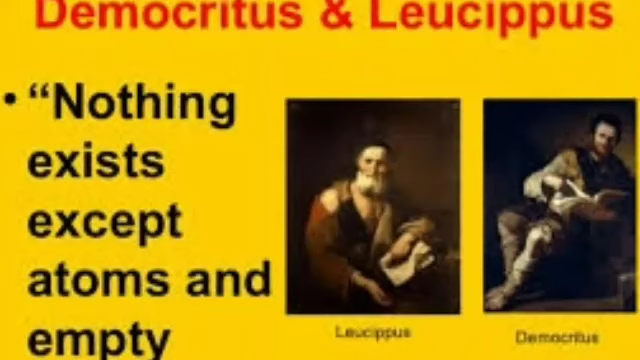 Democritus & Leucippus
• “Nothing
exists
except
atoms and
empty
Leucippus
Democritus